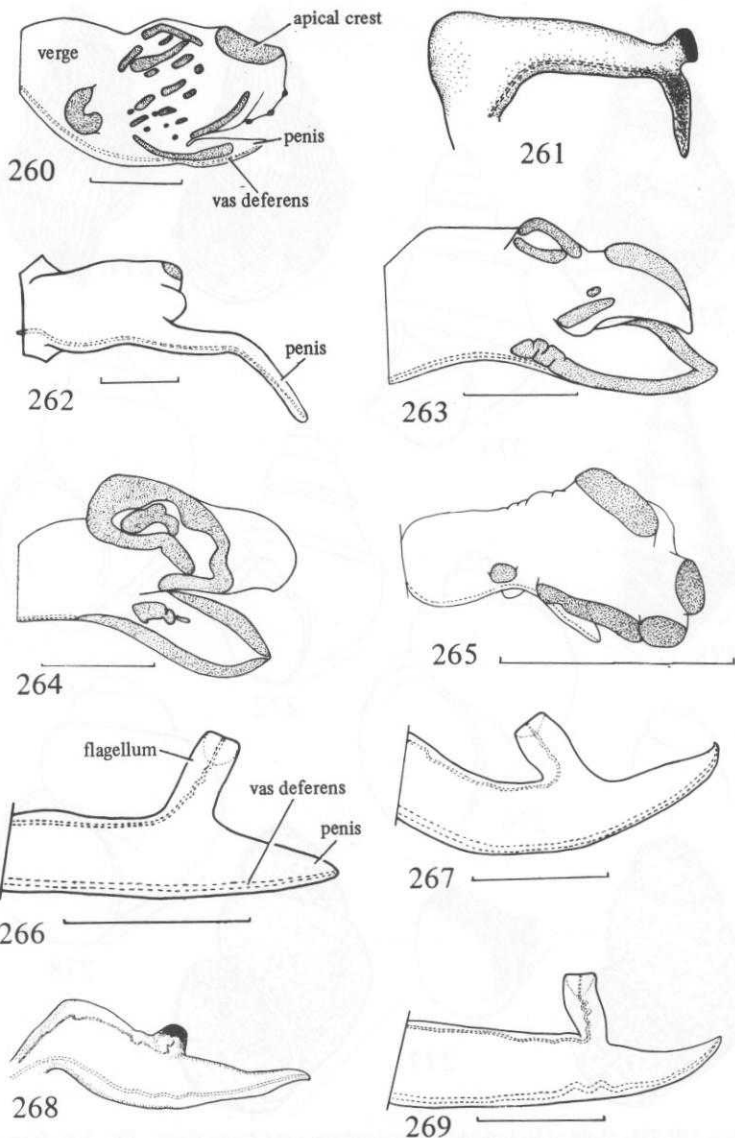 apical crest
verge
penis
vas deferens
260
261
penis
262
263
264
265
flagellum
vas deferens
penis
266
267
268
269